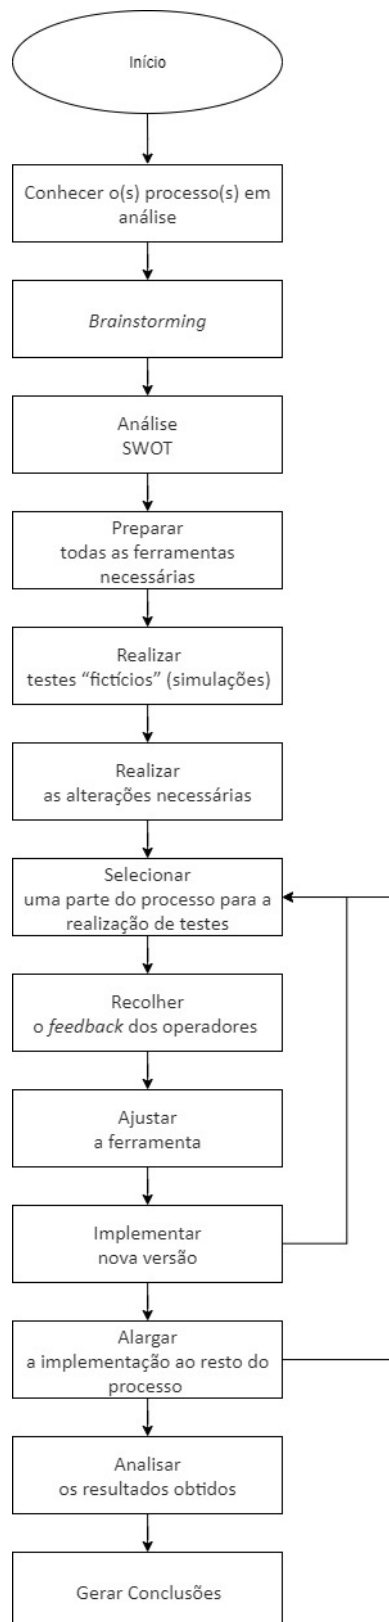 Início
Conhecer o(s) processo(s) em
análise
Brainstorming
Análise
SWOT
Preparar
todas as ferramentas
necessárias
Realizar
testes “fictícios” (simulações)
Realizar
as alterações necessárias
Selecionar
uma parte do processo para a
realização de testes
Recolher
o feedback dos operadores
Ajustar
a ferramenta
Implementar
nova versão
Alargar
a implementação ao resto do
processo
Analisar
os resultados obtidos
Gerar Conclusões